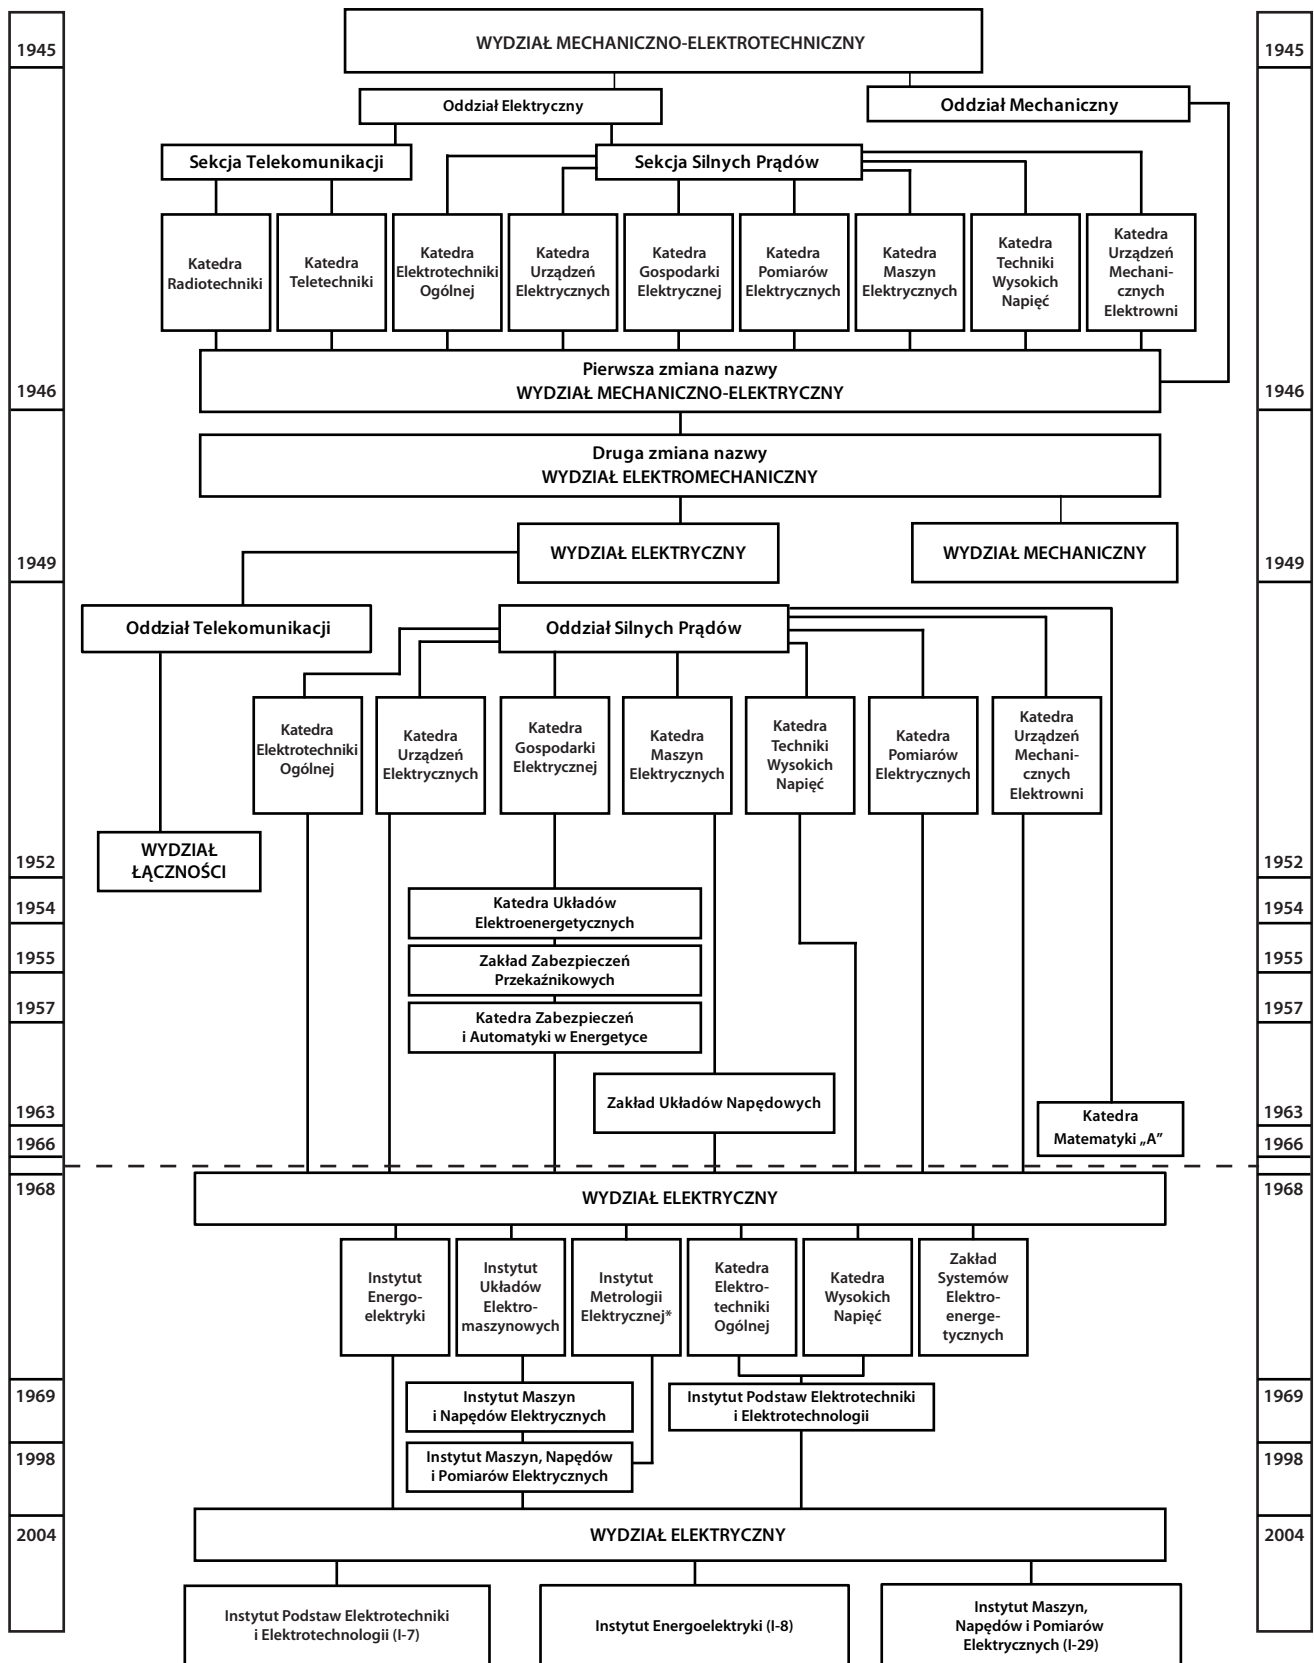 1945
WYDZIAŁ MECHANICZNO-ELEKTROTECHNICZNY
1945
Oddział Elektryczny
Oddział Mechaniczny
Sekcja Telekomunikacji
Sekcja Silnych Prądów
Katedra
Radiotechniki
Katedra
Teletechniki
Katedra
Elektrotechniki
Ogólnej
Katedra
Urządzeń
Elektrycznych
Katedra
Gospodarki
Elektrycznej
Katedra
Pomiarów
Elektrycznych
Katedra
Maszyn
Elektrycznych
Katedra
Techniki
Wysokich
Napięć
Katedra
Urządzeń
Mechani-
cznych
Elektrowni
1946
Pierwsza zmiana nazwy
WYDZIAŁ MECHANICZNO-ELEKTRYCZNY
1946
Druga zmiana nazwy
WYDZIAŁ ELEKTROMECHANICZNY
1949
WYDZIAŁ ELEKTRYCZNY
WYDZIAŁ MECHANICZNY
1949
Oddział Telekomunikacji
Oddział Silnych Prądów
Katedra
Elektrotechniki
Ogólnej
Katedra
Urządzeń
Elektrycznych
Katedra
Gospodarki
Elektrycznej
Katedra
Maszyn
Elektrycznych
Katedra
Techniki
Wysokich
Napięć
Katedra
Pomiarów
Elektrycznych
Katedra
Urządzeń
Mechani-
cznych
Elektrowni
1952
WYDZIAŁ
ŁĄCZNOŚCI
1952
1954
Katedra Układów
Elektroenergetycznych
1954
1955
Zakład Zabezpieczeń
Przekaźnikowych
1955
1957
Katedra Zabezpieczeń
i Automatyki w Energetyce
1957
1963
Zakład Układów Napędowych
1963
1966
Katedra
Matematyki „A”
1966
1968
WYDZIAŁ ELEKTRYCZNY
1968
Instytut
Energo-
elektryki
Instytut
Układów
Elektro-
maszynowych
Instytut
Metrologii
Elektrycznej*
Katedra
Elektro-
techniki
Ogólnej
Katedra
Wysokich
Napięć
Zakład
Systemów
Elektro-
energe-
tycznych
1969
Instytut Maszyn
i Napędów Elektrycznych
Instytut Podstaw Elektrotechniki
i Elektrotechnologii
1969
1998
Instytut Maszyn, Napędów
i Pomiarów Elektrycznych
1998
2004
WYDZIAŁ ELEKTRYCZNY
2004
Instytut Podstaw Elektrotechniki
i Elektrotechnologii (I-7)
Instytut Energoelektryki (I-8)
Instytut Maszyn,
Napędów i Pomiarów
Elektrycznych (I-29)